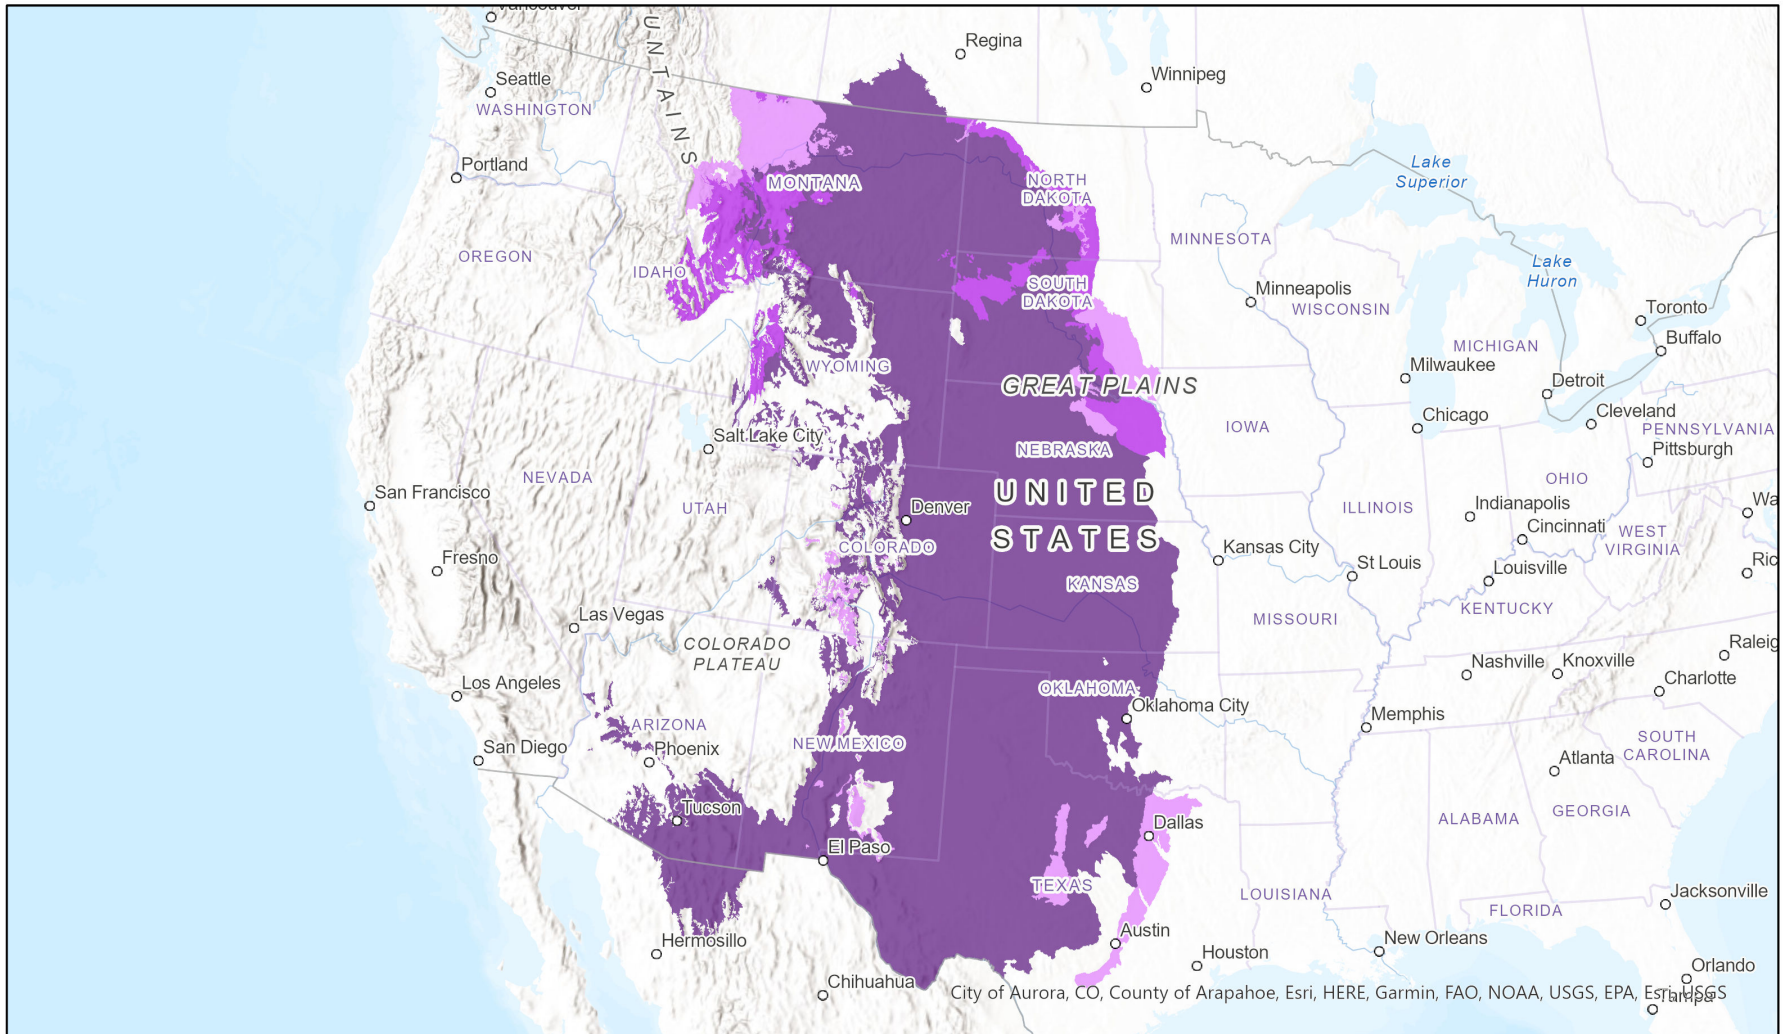 Vancouver
UNTAINS
Regina
Winnipeg
Seattle
WASHINGTON
Portland
MONTANA
NORTH
DAKOTA
Lake
Superior
OREGON
IDAHO
MINNESOTA
SOUTH
DAKOTA
Minneapolis
WISCONSIN
Lake
Huron
Toronto
Buffalo
MICHIGAN
WYOMING
GREAT PLAINS
Milwaukee
Detroit
Chicago
Cleveland
PENNSYLVANIA
Pittsburgh
Salt Lake City
NEBRASKA
IOWA
NEVADA
UTAH
San Francisco
UNITED
STATES
Denver
COLORADO
ILLINOIS
OHIO
Indianapolis
Cincinnati
WEST
VIRGINIA
Wa
Ric
Fresno
Kansas City
St Louis
Louisville
KANSAS
MISSOURI
KENTUCKY
Las Vegas
COLORADO
PLATEAU
Nashville
Knoxville
Raleig
Charlotte
Los Angeles
OKLAHOMA
Oklahoma City
Memphis
ARIZONA
Phoenix
NEW MEXICO
San Diego
SOUTH
CAROLINA
Atlanta
Tucson
Dallas
ALABAMA
GEORGIA
El Paso
TEXAS
LOUISIANA
Jacksonville
FLORIDA
Hermosillo
Austin
Houston
New Orleans
Chihuahua
Orlando
Tampa
City of Aurora, CO, County of Arapahoe, Esri, HERE, Garmin, FAO, NOAA, USGS, EPA, Esri, USGS